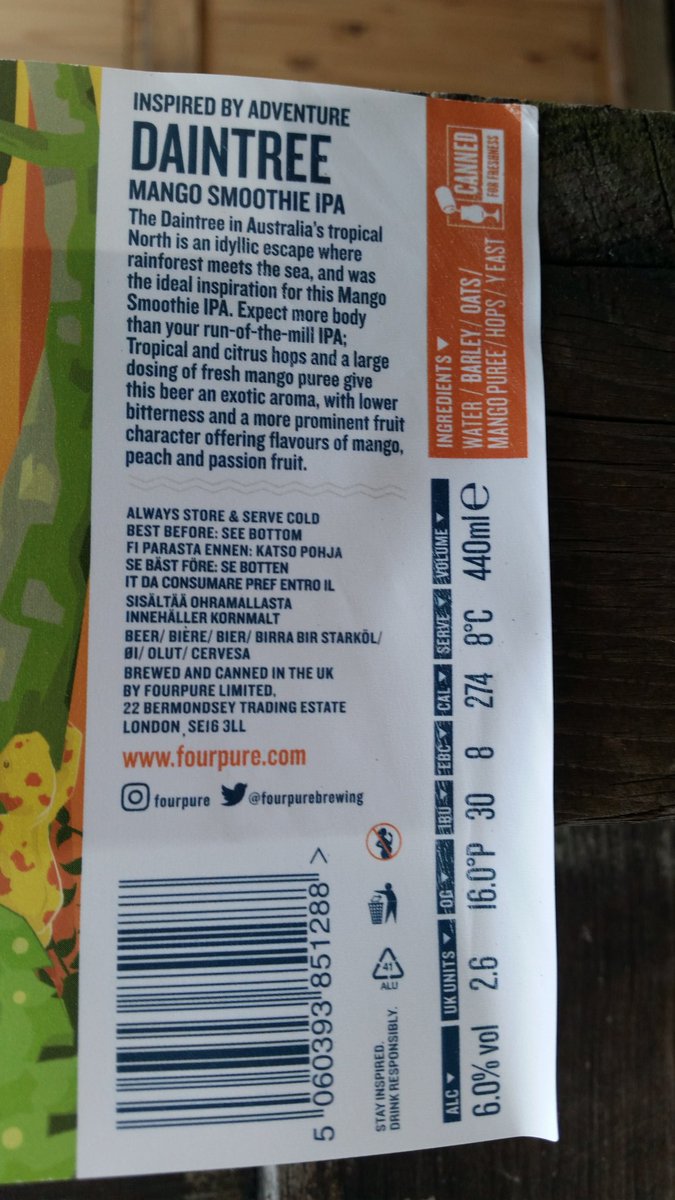 INSPIRED BY ADVENTURE
DAINTREE
MANGO SMOOTHIE IPA
The Daintree in Australia's tropical
North is an idyllic escape where
rainforest meets the sea, and was
the ideal inspiration for this Mango
Smoothie IPA. Expect more body
than your run-of-the-mill IPA;
Tropical and citrus hops and a large
dosing of fresh mango puree give
this beer an exotic aroma, with lower
bitterness and a more prominent fruit
character offering flavours of mango,
peach and passion fruit.
ALWAYS STORE & SERVE COLD
BEST BEFORE: SEE BOTTOM
FI PARASTA ENNEN: KATSO POHJA
SE BÄST FÖRE: SE BOTTEN
IT DA CONSUMARE PREF ENTRO IL
SISÄLTÄÄ OHRAMALLASTA
INNEHÅLLER KORNMALT
BEER/ BIÈRE/ BIER/ BIRRA BIR STARKÖL/
ØI/ OLUT/ CERVESA
BREWED AND CANNED IN THE UK
BY FOURPURE LIMITED,
22 BERMONDSEY TRADING ESTATE
LONDON, SE16 3LL
www.fourpure.com
fourpure @fourpurebrewing
5 060393 851288 >
STAY INSPIRED.
DRINK RESPONSIBLY.
41
ALU
ALC ▼ UK UNITS ▼ OG ▼ IBU ▼ EBC ▼ CAL ▼ SERVE ▼ VOLUME ▼
6.0% vol 2.6 16.0°P 30 8 274 8°C 440ml e
INGREDIENTS ▼
WATER / BARLEY / OATS /
MANGO PUREE / HOPS / YEAST
CANNED
FOR FRESHNESS